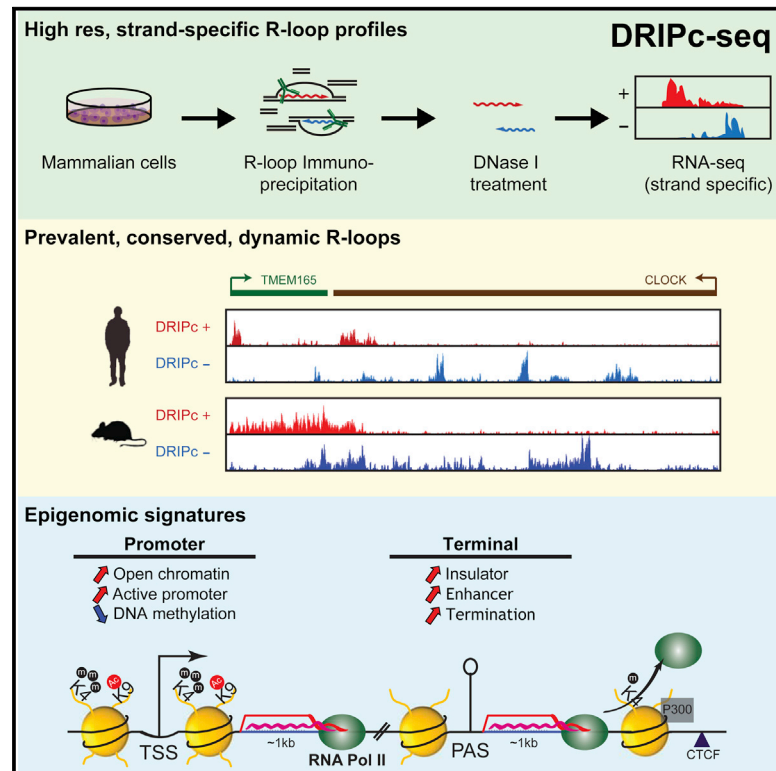 High res, strand-specific R-loop profiles
DRIPc-seq
+
–
Mammalian cells
R-loop Immuno-
precipitation
DNase I
treatment
RNA-seq
(strand specific)
Prevalent, conserved, dynamic R-loops
TMEM165
CLOCK
DRIPc +
DRIPc –
DRIPc +
DRIPc –
Epigenomic signatures
Promoter
Open chromatin
Active promoter
DNA methylation
Terminal
Insulator
Enhancer
Termination
m
m
m
K4
Ac
K9
TSS
m
m
m
K4
Ac
K9
~1kb
RNA Pol II
PAS
~1kb
m
K4
P300
CTCF